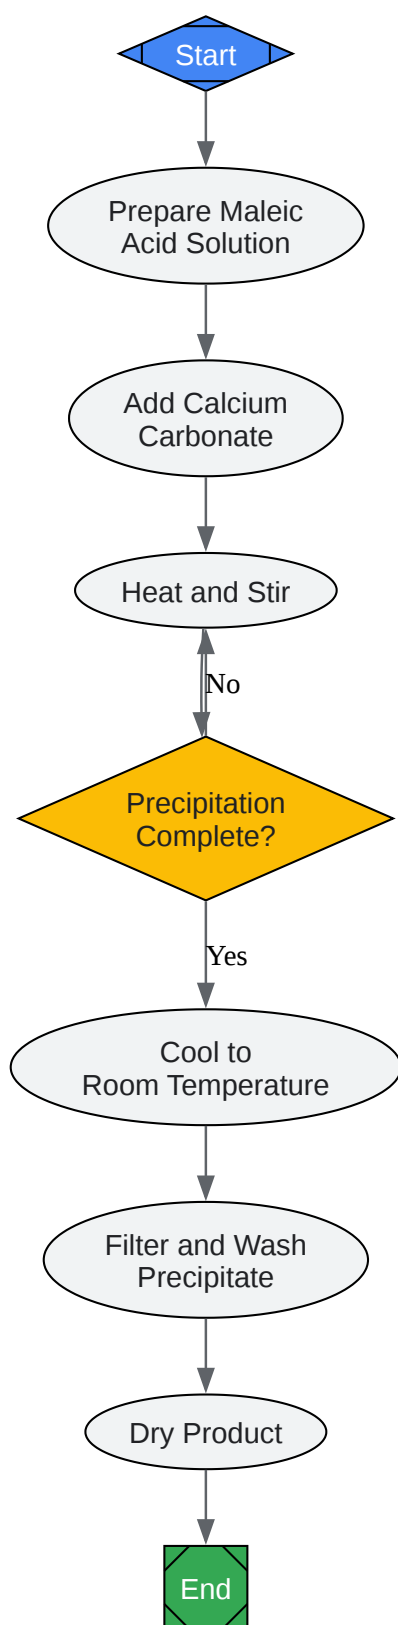 Start
Prepare Maleic
Acid Solution
Add Calcium
Carbonate
Heat and Stir
No
Precipitation
Complete?
Yes
Cool to
Room Temperature
Filter and Wash
Precipitate
Dry Product
End